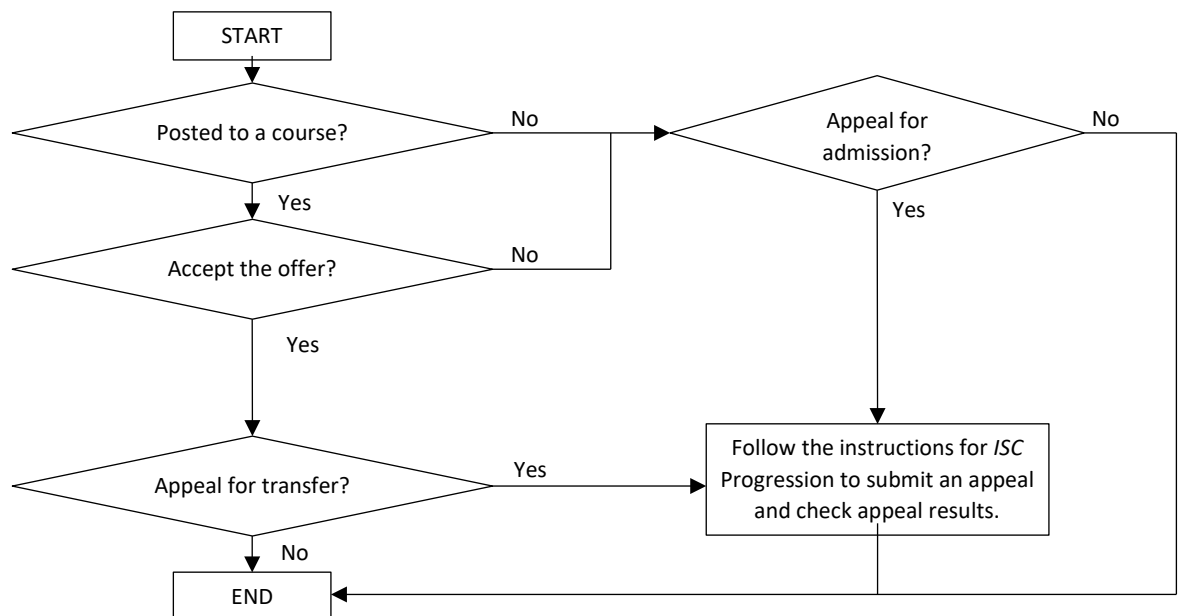 START
Posted to a course?
No
Appeal for
admission?
No
Yes
Yes
Accept the offer?
No
Yes
Appeal for transfer?
Yes
Follow the instructions for ISC
Progression to submit an appeal
and check appeal results.
No
END